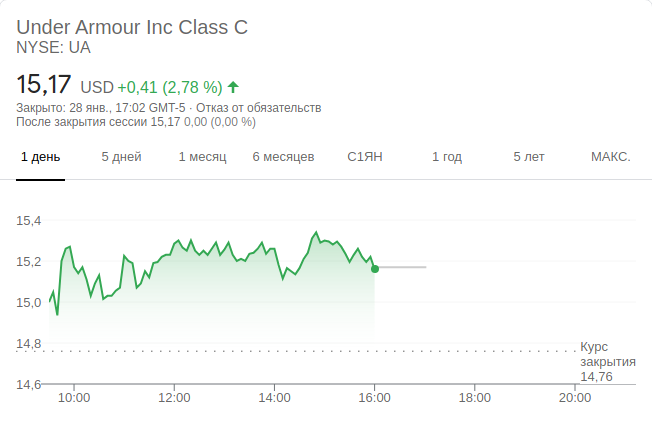 Under Armour Inc Class C
NYSE: UA
15,17 USD +0,41 (2,78 %)
Закрыто: 28 янв., 17:02 GMT-5 · Отказ от обязательств
После закрытия сессии 15,17 0,00 (0,00 %)
1 день 5 дней 1 месяц 6 месяцев С1ЯН 1 год 5 лет МАКС.
15,4
15,2
15,0
14,8
Курс
закрытия
14,76
14,6
10:00 12:00 14:00 16:00 18:00 20:00